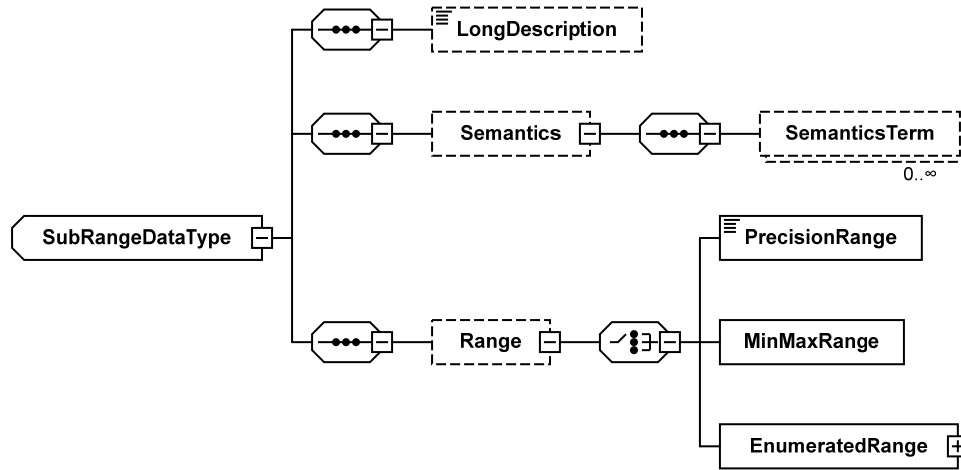 LongDescription
Semantics
SemanticsTerm
0..∞
SubRangeDataType
PrecisionRange
Range
MinMaxRange
EnumeratedRange